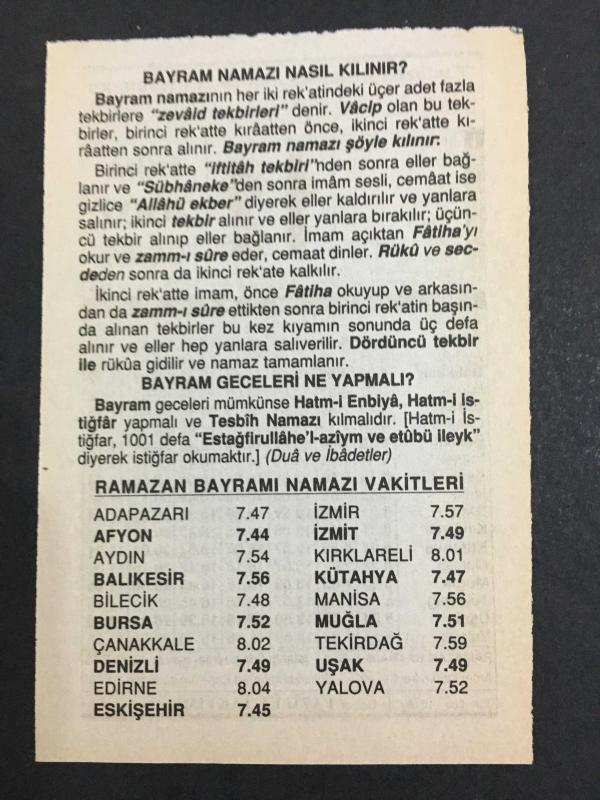 BAYRAM NAMAZI NASIL KILINIR?
Bayram namazının her iki rek'atindeki üçer adet fazla
tekbirlere "zevâid tekbirleri" denir. Vâcip olan bu tek-
birler, birinci rek'atte kırâatten önce, ikinci rek'atte kı-
râatten sonra alınır. Bayram namazı şöyle kılınır:
Birinci rek'atte "iftitâh tekbiri"nden sonra eller bağ-
lanır ve "Sübhâneke"den sonra imâm sesli, cemâat ise
gizlice "Allâhü ekber" diyerek eller kaldırılır ve yanlara
salınır; ikinci tekbir alınır ve eller yanlara bırakılır; üçün-
cü tekbir alınıp eller bağlanır. İmam açıktan Fâtiha'yı
okur ve zamm-ı sûre eder, cemaat dinler. Rükû ve sec-
deden sonra da ikinci rek'ate kalkılır.
İkinci rek'atte imam, önce Fâtiha okuyup ve arkasın-
dan da zamm-ı sûre ettikten sonra birinci rek'atin başın-
da alınan tekbirler bu kez kıyamın sonunda üç defa
alınır ve eller hep yanlara salıverilir. Dördüncü tekbir
ile rükûa gidilir ve namaz tamamlanır.
BAYRAM GECELERİ NE YAPMALI?
Bayram geceleri mümkünse Hatm-i Enbiyâ, Hatm-i is-
tiğfâr yapmalı ve Tesbîh Namazı kılmalıdır. [Hatm-i İs-
tiğfar, 1001 defa "Estağfirullâhe'l-azîym ve etûbü ileyk"
diyerek istiğfar okumaktır.] (Duâ ve İbâdetler)
RAMAZAN BAYRAMI NAMAZI VAKİTLERİ
ADAPAZARI 7.47 İZMİR 7.57
AFYON 7.44 İZMİT 7.49
AYDIN 7.54 KIRKLARELİ 8.01
BALIKESİR 7.56 KÜTAHYA 7.47
BİLECİK 7.48 MANİSA 7.56
BURSA 7.52 MUĞLA 7.51
ÇANAKKALE 8.02 TEKİRDAĞ 7.59
DENİZLİ 7.49 UŞAK 7.49
EDİRNE 8.04 YALOVA 7.52
ESKİŞEHİR 7.45